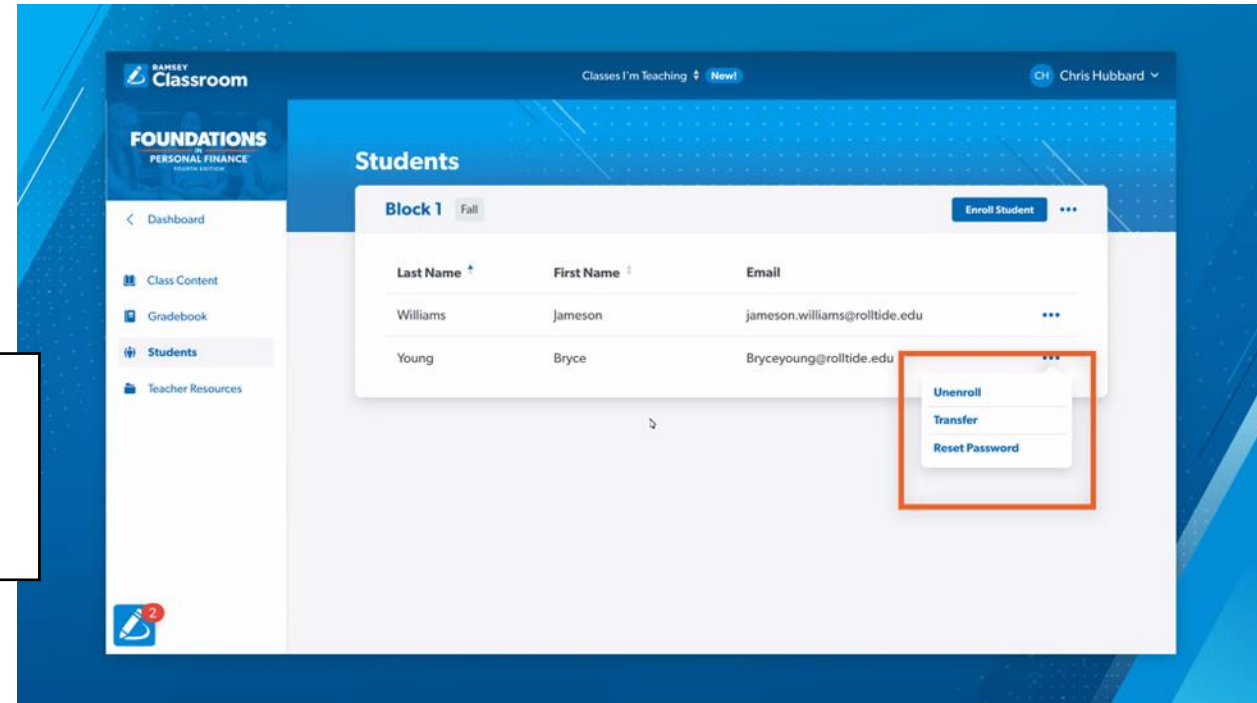 RAMSEY
Classroom
Classes I'm Teaching New!
CH Chris Hubbard
FOUNDATIONS
IN
PERSONAL FINANCE
FOURTH EDITION
Students
Dashboard
Block 1 Fall
Enroll Student
Class Content
Gradebook
Students
Teacher Resources
Last Name First Name Email
Williams Jameson jameson.williams@rolltide.edu
Young Bryce Bryceyoung@rolltide.edu
Unenroll
Transfer
Reset Password
2